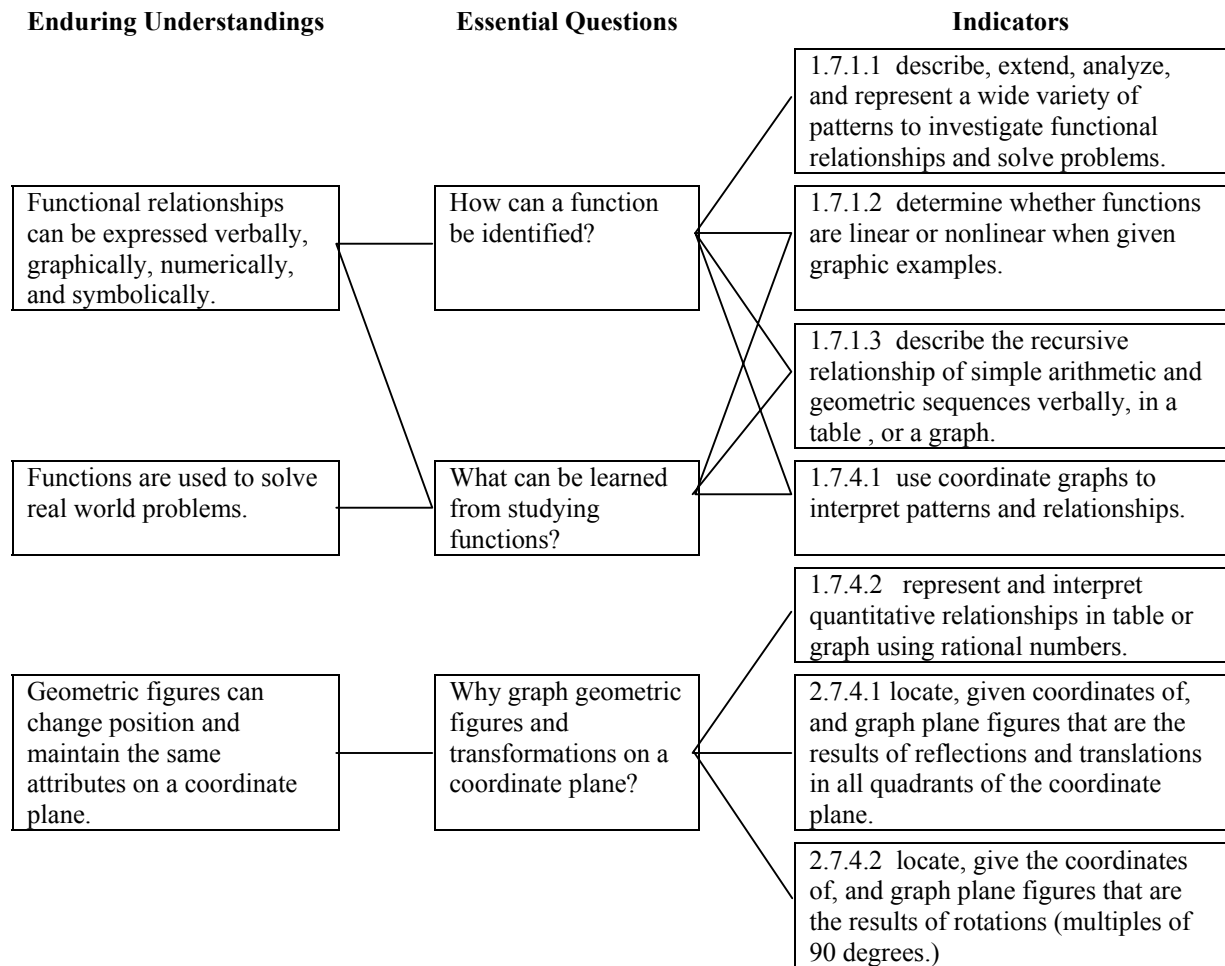 Enduring Understandings
Essential Questions
Indicators
1.7.1.1  describe, extend, analyze,
and represent a wide variety of
patterns to investigate functional
relationships and solve problems.
Functional relationships
can be expressed verbally,
graphically, numerically,
and symbolically.
How can a function
be identified?
1.7.1.2  determine whether functions
are linear or nonlinear when given
graphic examples.
1.7.1.3  describe the recursive
relationship of simple arithmetic and
geometric sequences verbally, in a
table , or a graph.
Functions are used to solve
real world problems.
What can be learned
from studying
functions?
1.7.4.1  use coordinate graphs to
interpret patterns and relationships.
1.7.4.2   represent and interpret
quantitative relationships in table or
graph using rational numbers.
Geometric figures can
change position and
maintain the same
attributes on a coordinate
plane.
Why graph geometric
figures and
transformations on a
coordinate plane?
2.7.4.1 locate, given coordinates of,
and graph plane figures that are the
results of reflections and translations
in all quadrants of the coordinate
plane.
2.7.4.2  locate, give the coordinates
of, and graph plane figures that are
the results of rotations (multiples of
90 degrees.)